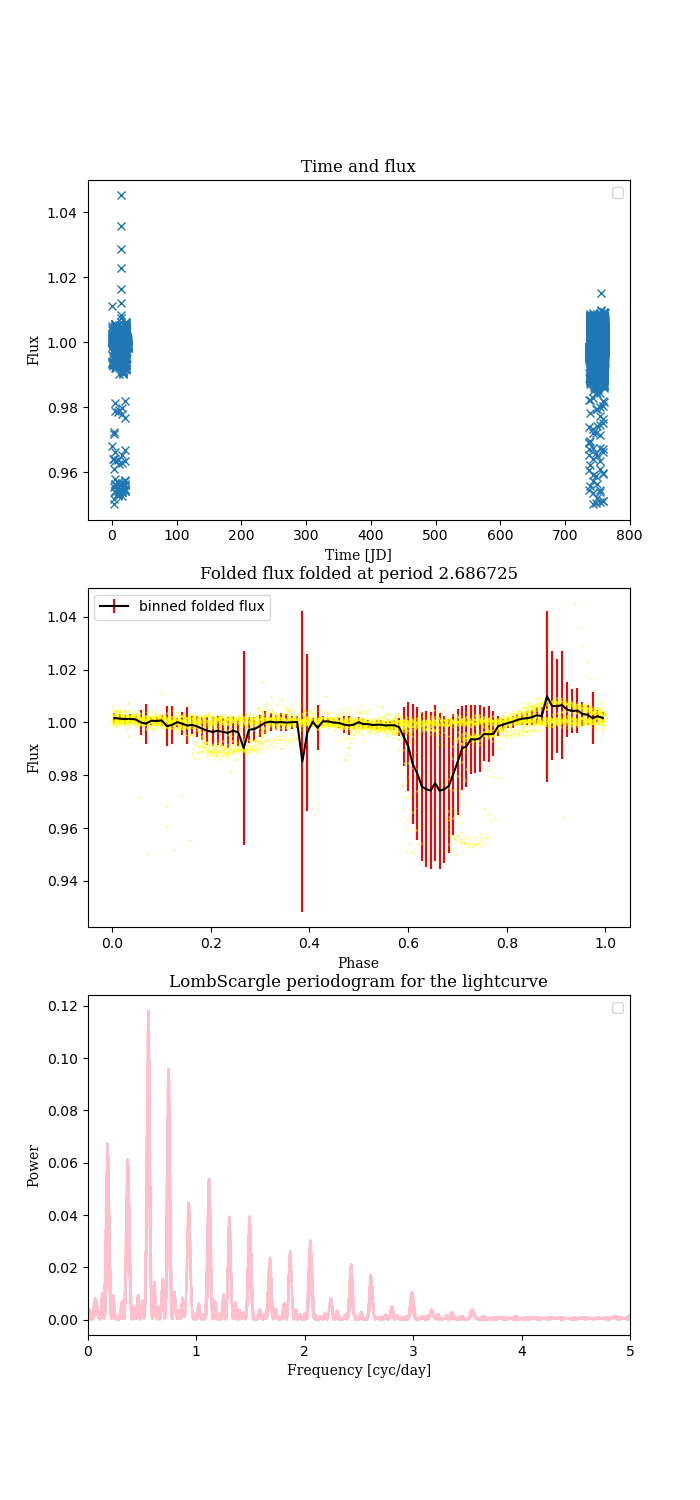 Time and flux
1.04
1.02
1.00
0.98
0.96
Flux
0 100 200 300 400 500 600 700 800
Time [JD]
Folded flux folded at period 2.686725
binned folded flux
1.04
1.02
1.00
0.98
0.96
0.94
Flux
0.0 0.2 0.4 0.6 0.8 1.0
Phase
LombScargle periodogram for the lightcurve
0.12
0.10
0.08
0.06
0.04
0.02
0.00
Power
0 1 2 3 4 5
Frequency [cyc/day]